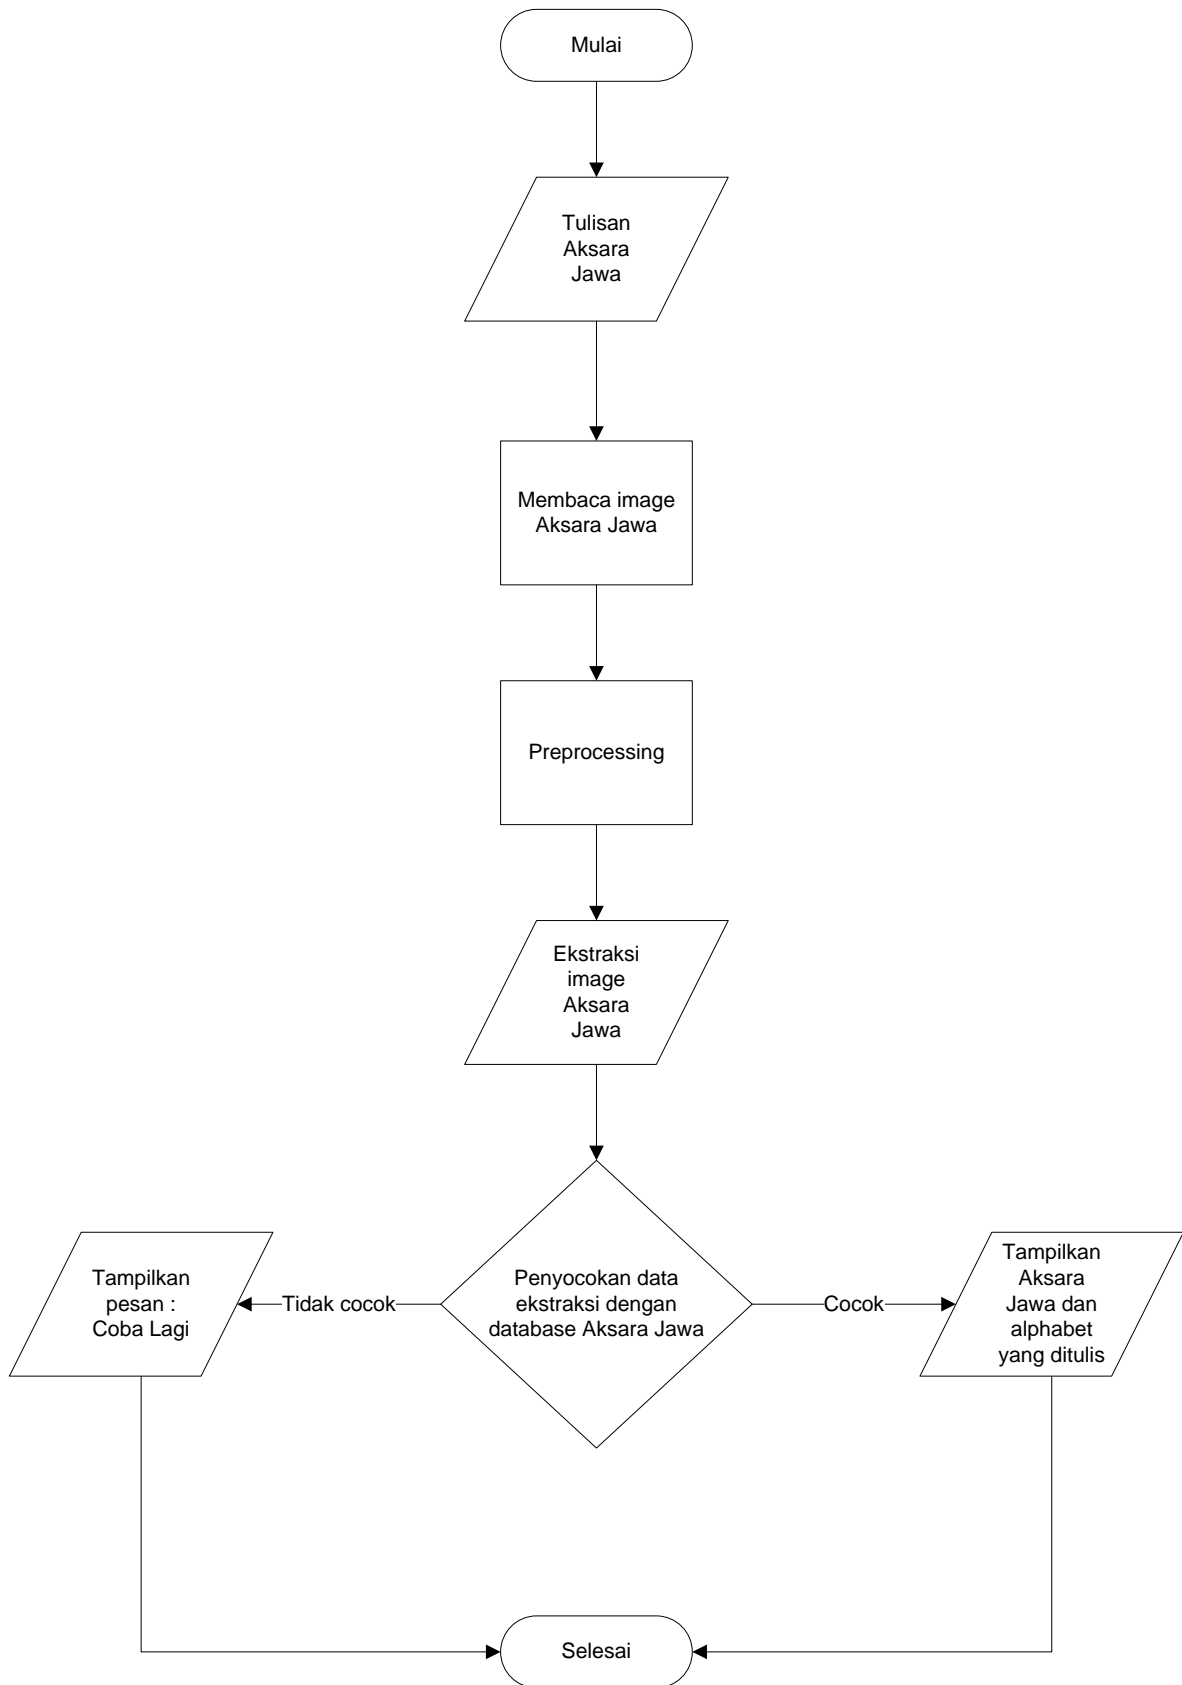 Mulai
Tulisan
Aksara
Jawa
Membaca image
Aksara Jawa
Preprocessing
Ekstraksi
image
Aksara
Jawa
Penyocokan data
ekstraksi dengan
database Aksara Jawa
Tidak cocok
Cocok
Tampilkan
pesan :
Coba Lagi
Tampilkan
Aksara
Jawa dan
alphabet
yang ditulis
Selesai